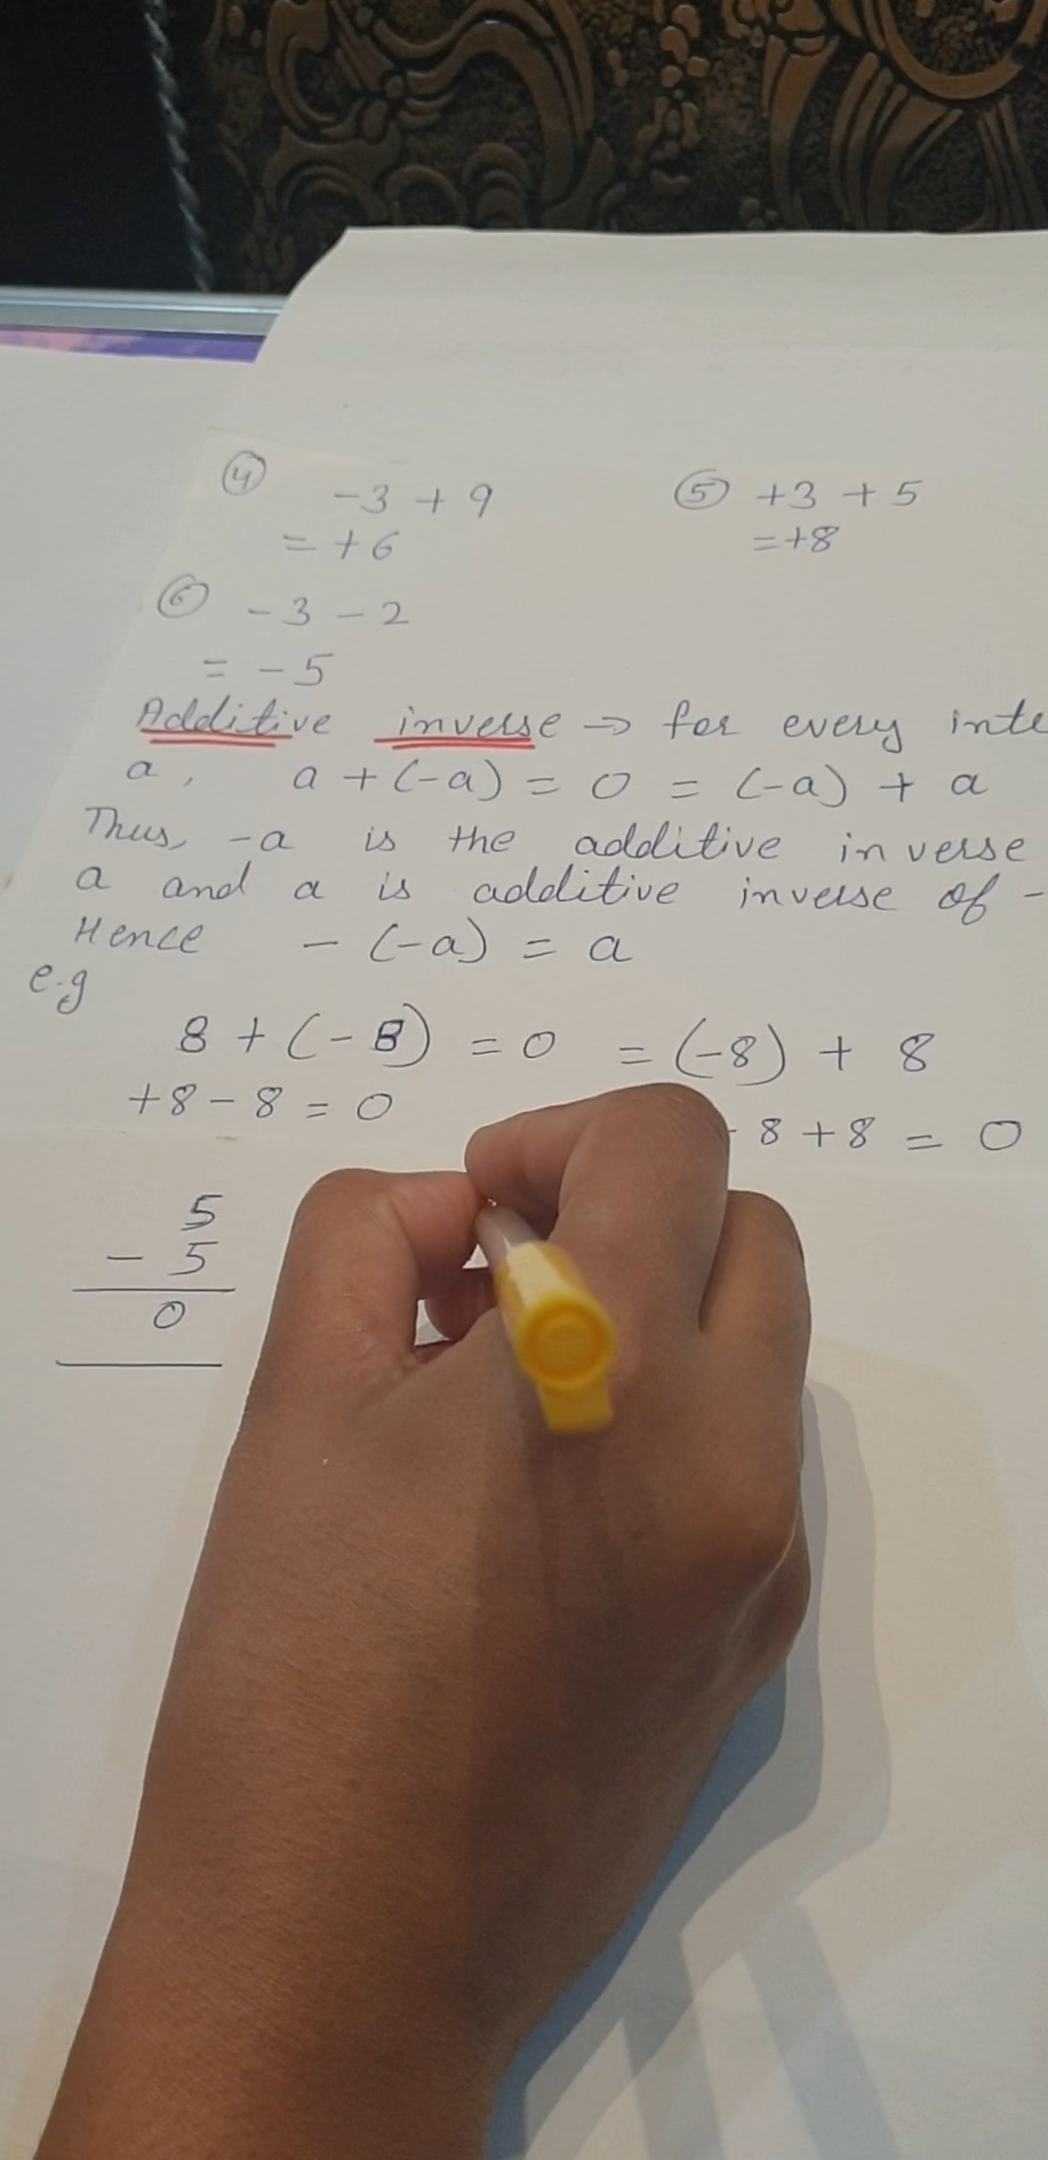 ④ -3 + 9
= +6
⑤ +3 + 5
= +8
⑥ -3 - 2
= -5
Additive inverse → for every inte
a, a + (-a) = 0 = (-a) + a
Thus, -a is the additive inverse
a and a is additive inverse of -
Hence - (-a) = a
e.g
8 + (-8) = 0 = (-8) + 8
+8 - 8 = 0
- 8 + 8 = 0
5
- 5
0